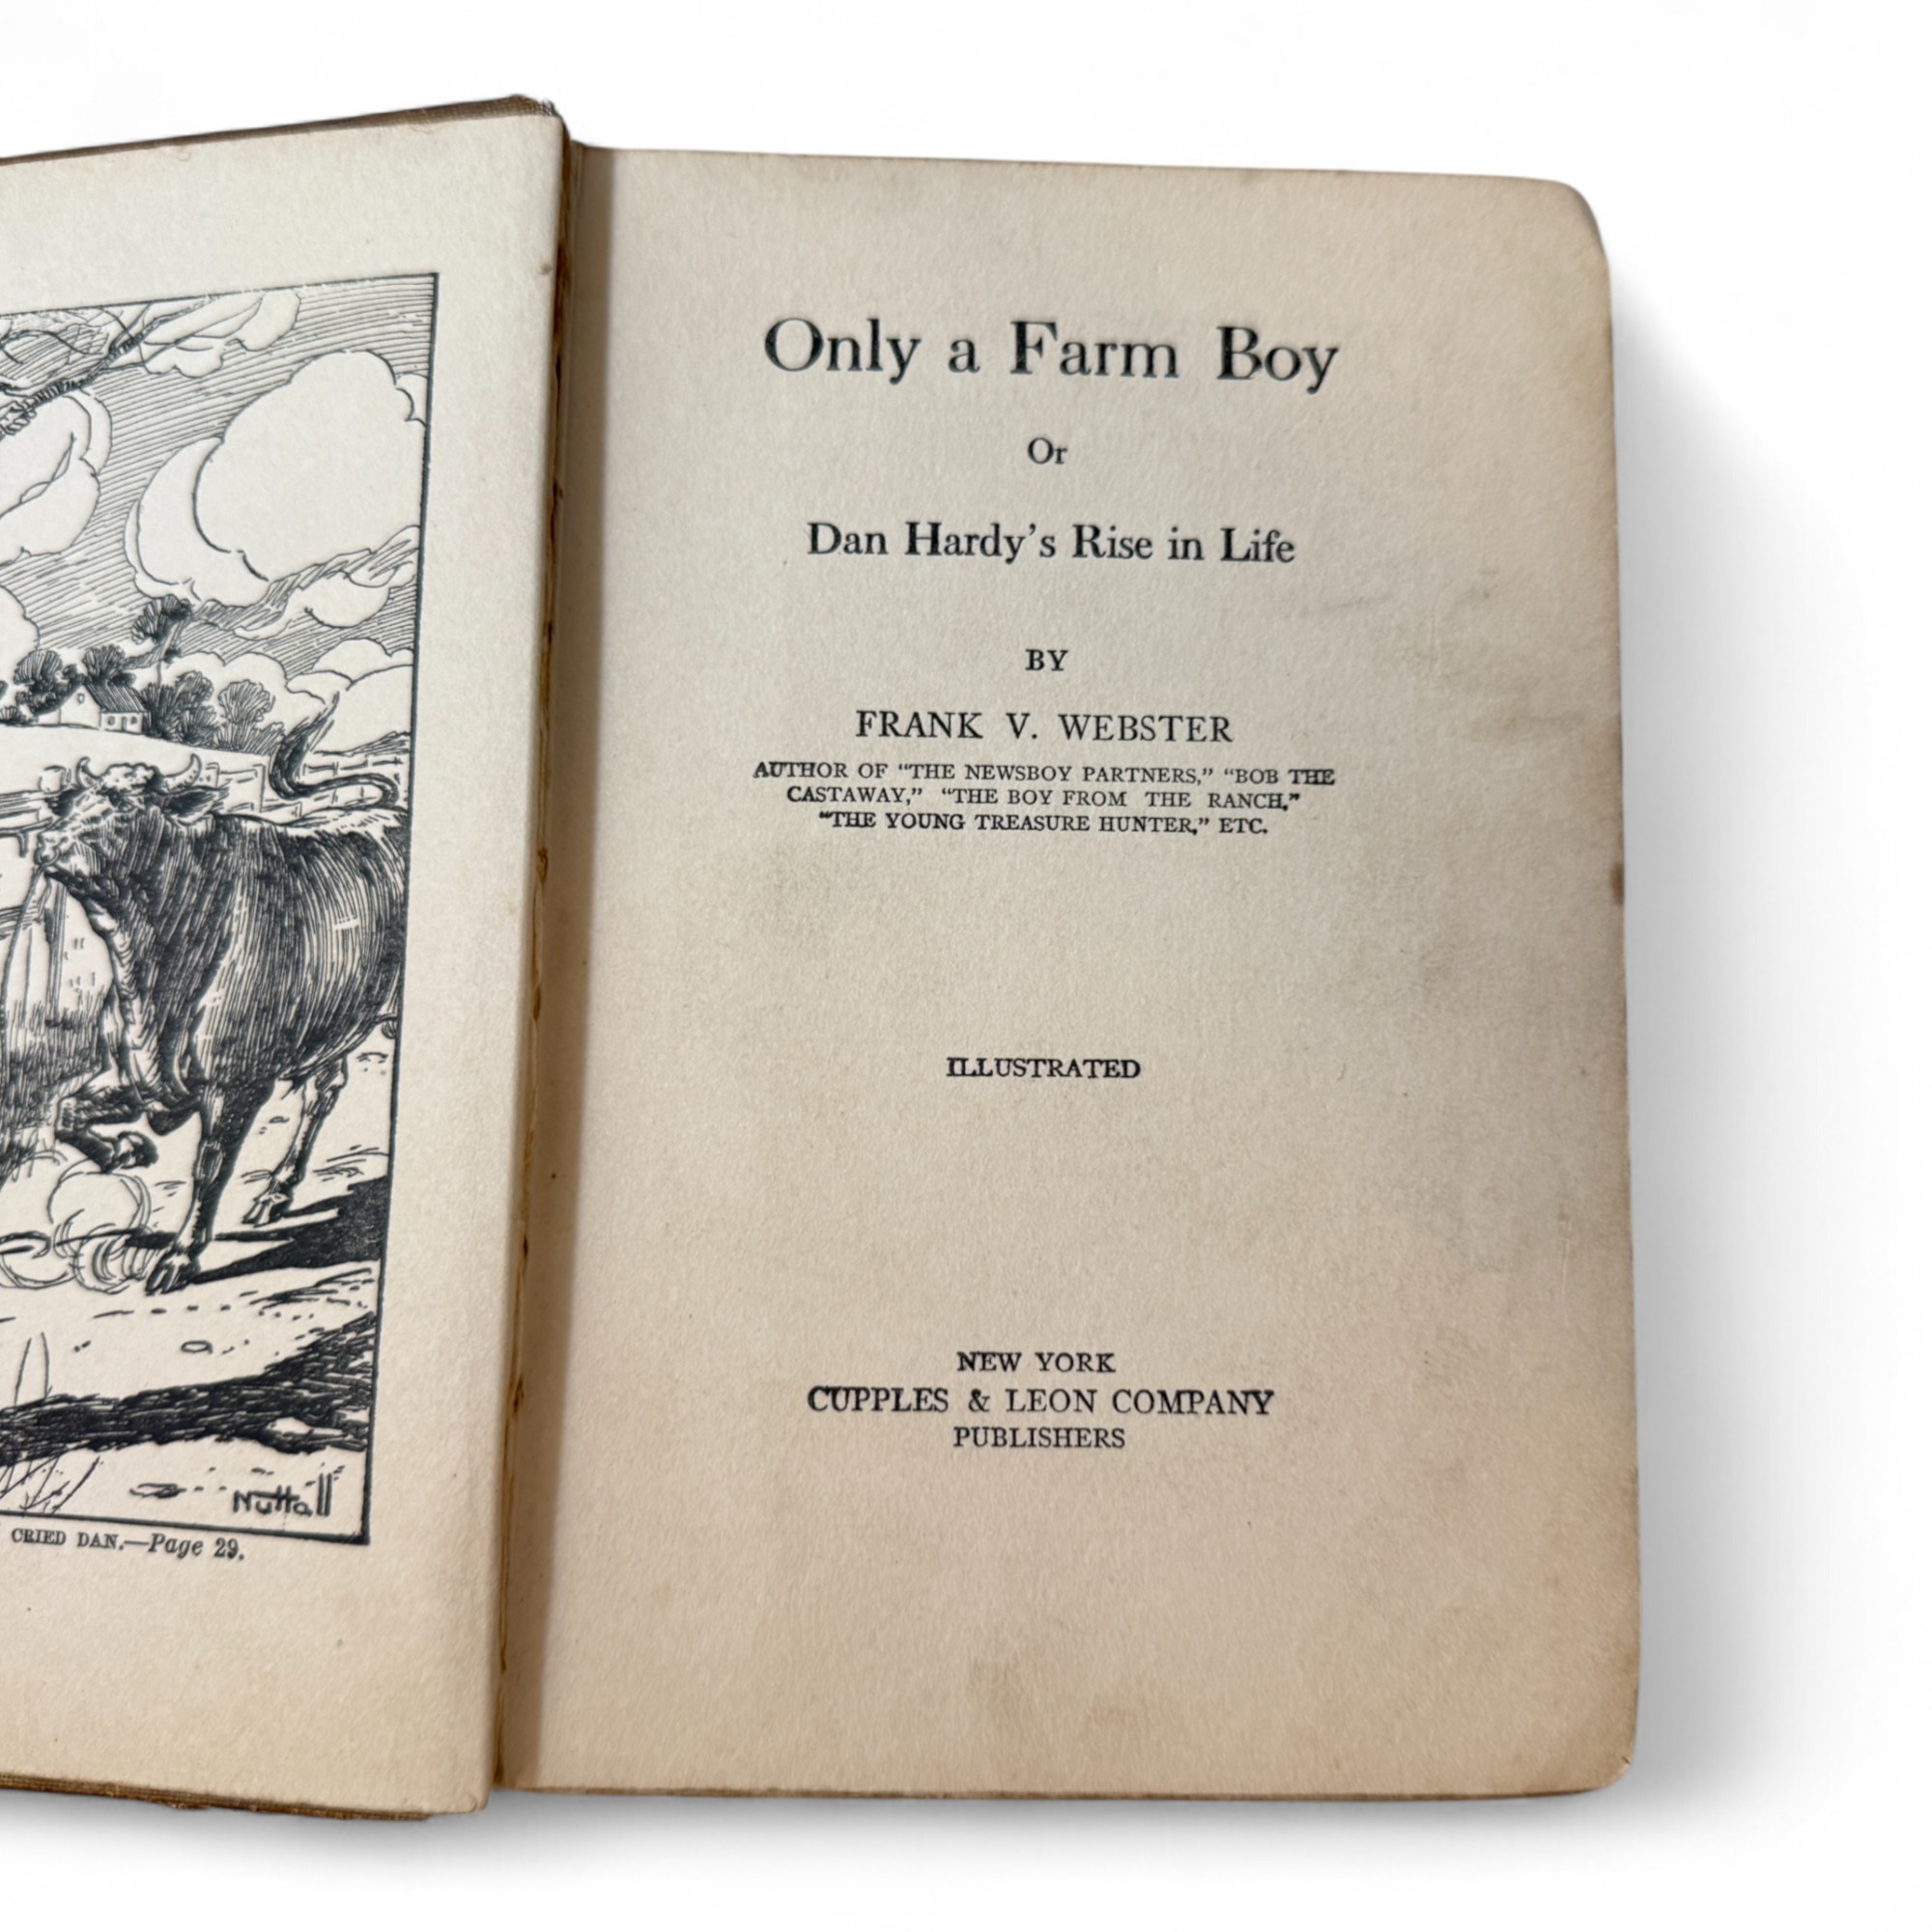 Nuttall
CRIED DAN.—Page 29.
Only a Farm Boy
Or
Dan Hardy's Rise in Life
BY
FRANK V. WEBSTER
AUTHOR OF "THE NEWSBOY PARTNERS," "BOB THE
CASTAWAY," "THE BOY FROM THE RANCH,"
"THE YOUNG TREASURE HUNTER," ETC.
ILLUSTRATED
NEW YORK
CUPPLES & LEON COMPANY
PUBLISHERS